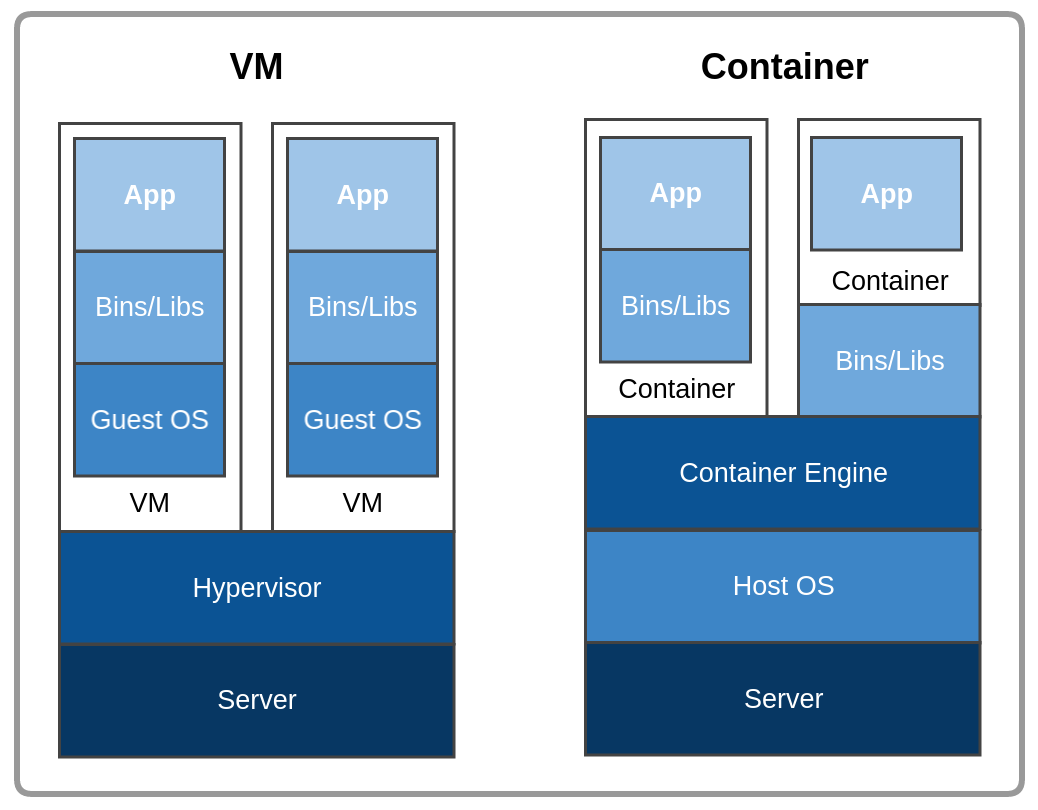 VM
App
Bins/Libs
Guest OS
VM
App
Bins/Libs
Guest OS
VM
Hypervisor
Server
Container
App
Bins/Libs
Container
App
Container
Bins/Libs
Container Engine
Host OS
Server